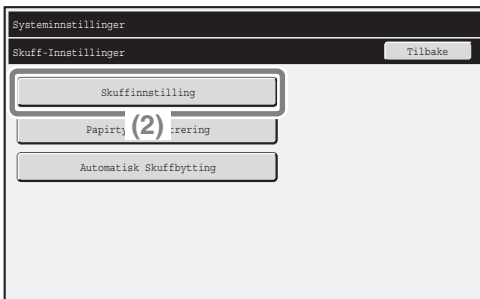 Systeminnstillinger
Skuff-Innstillinger Tilbake
Skuffinnstilling
(2)
Automatisk Skuffbytting